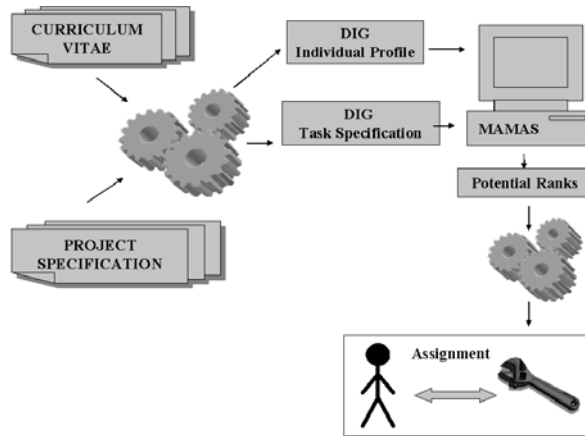 CURRICULUM
VITAE
DIG
Individual Profile
DIG
Task Specification
MAMAS
Potential Ranks
PROJECT
SPECIFICATION
Assignment